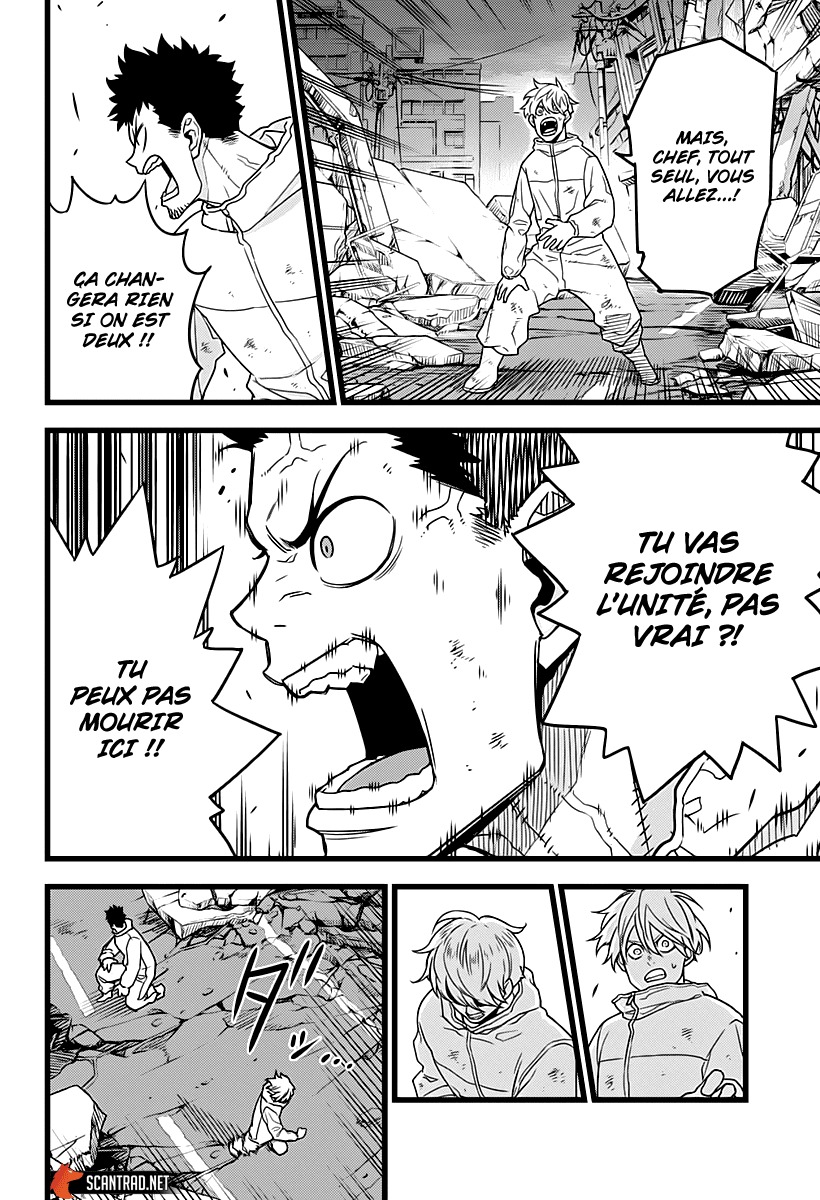 MAIS,
CHEF, TOUT
SEUL, VOUS
ALLEZ...!
ÇA CHAN-
GERA RIEN
SI ON EST
DEUX !!
TU VAS
REJOINDRE
L'UNITÉ, PAS
VRAI ?!
TU
PEUX PAS
MOURIR
ICI !!
ダッ...
SCANTRAD.NET